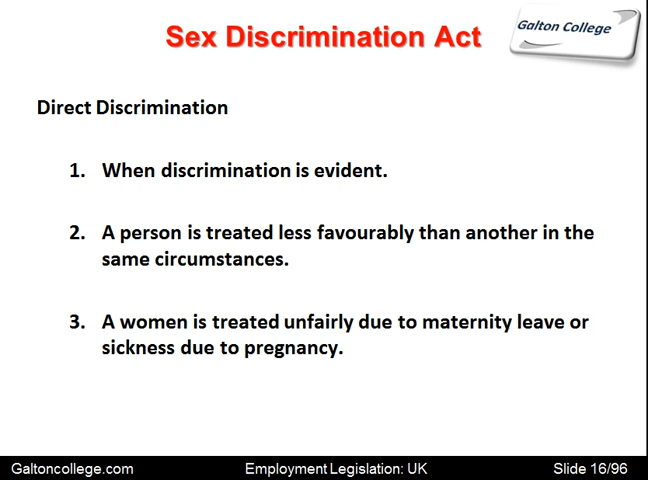 Sex Discrimination Act
Galton College
Direct Discrimination
1. When discrimination is evident.
2. A person is treated less favourably than another in the
same circumstances.
3. A women is treated unfairly due to maternity leave or
sickness due to pregnancy.
Galtoncollege.com
Employment Legislation: UK
Slide 16/96